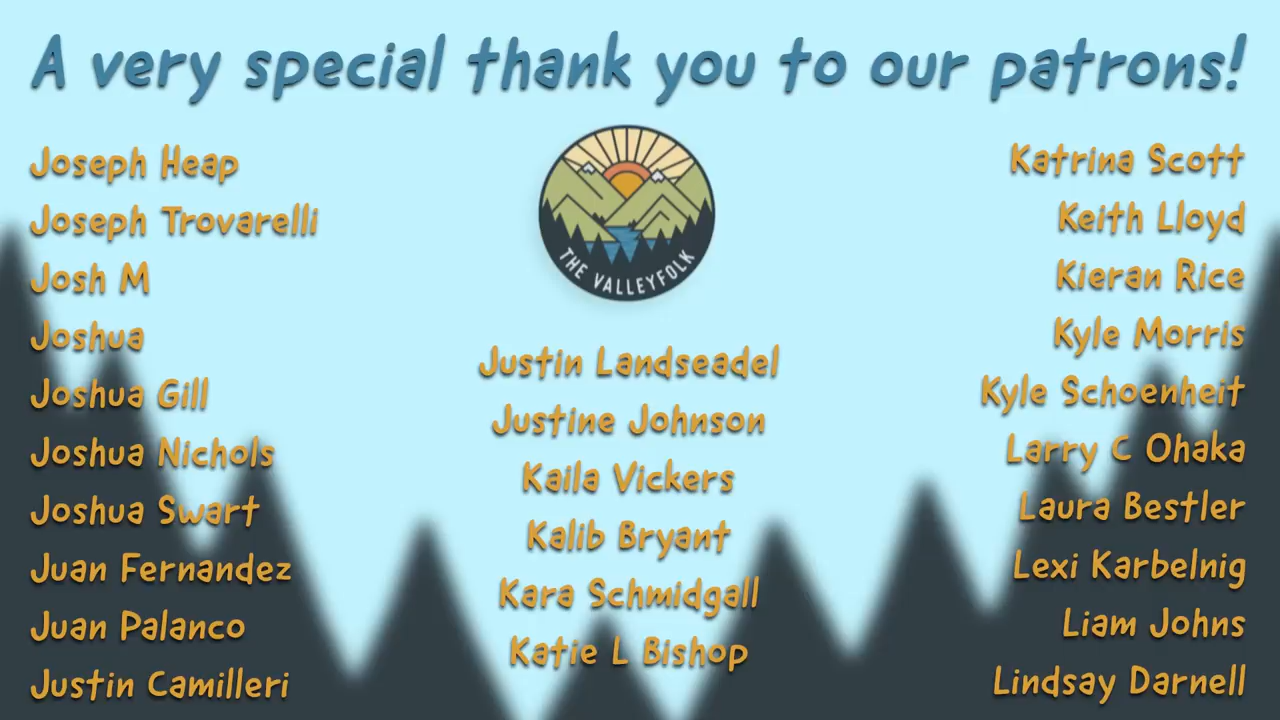 A very special thank you to our patrons!
Joseph Heap
Joseph Trovarelli
Josh M
Joshua
Joshua Gill
Joshua Nichols
Joshua Swart
Juan Fernandez
Juan Palanco
Justin Camilleri
THE VALLEYFOLK
Justin Landseadel
Justine Johnson
Kaila Vickers
Kalib Bryant
Kara Schmidgall
Katie L Bishop
Katrina Scott
Keith Lloyd
Kieran Rice
Kyle Morris
Kyle Schoenheit
Larry C Ohaka
Laura Bestler
Lexi Karbelnig
Liam Johns
Lindsay Darnell